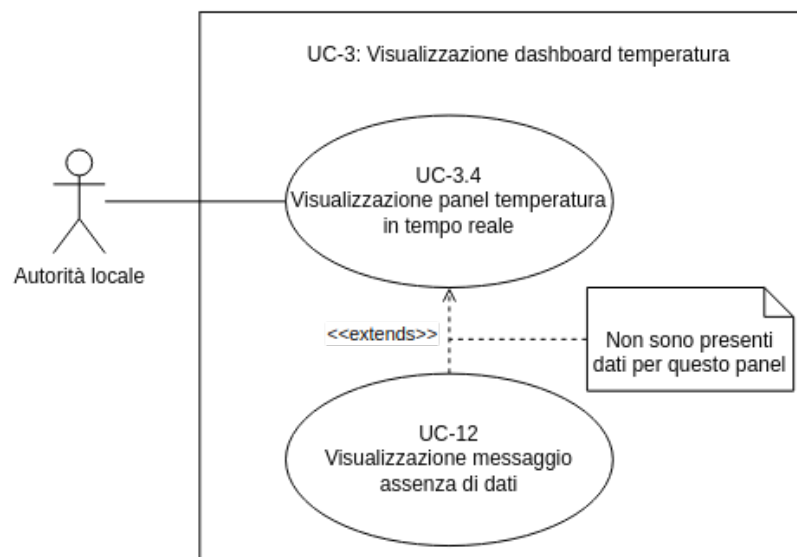 UC-3: Visualizzazione dashboard temperatura
UC-3.4
Visualizzazione panel temperatura
in tempo reale
Autorità locale
<<extends>>
Non sono presenti
dati per questo panel
UC-12
Visualizzazione messaggio
assenza di dati